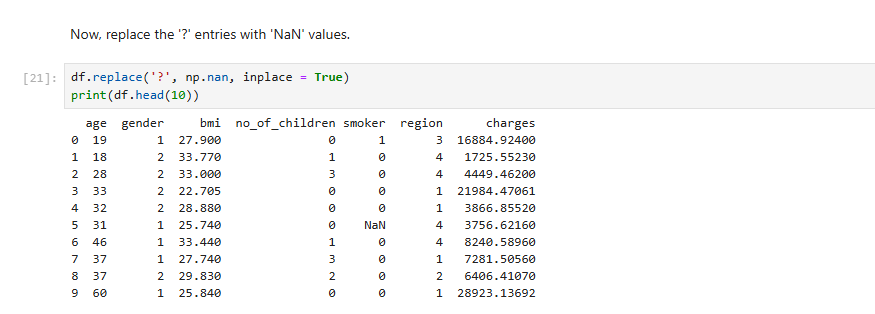 Now, replace the '?' entries with 'NaN' values.
[21]: df.replace('?', np.nan, inplace = True)
print(df.head(10))
age gender bmi no_of_children smoker region charges
0 19 1 27.900 0 1 3 16884.92400
1 18 2 33.770 1 0 4 1725.55230
2 28 2 33.000 3 0 4 4449.46200
3 33 2 22.705 0 0 1 21984.47061
4 32 2 28.880 0 0 1 3866.85520
5 31 1 25.740 0 NaN 4 3756.62160
6 46 1 33.440 1 0 4 8240.58960
7 37 1 27.740 3 0 1 7281.50560
8 37 2 29.830 2 0 2 6406.41070
9 60 1 25.840 0 0 1 28923.13692